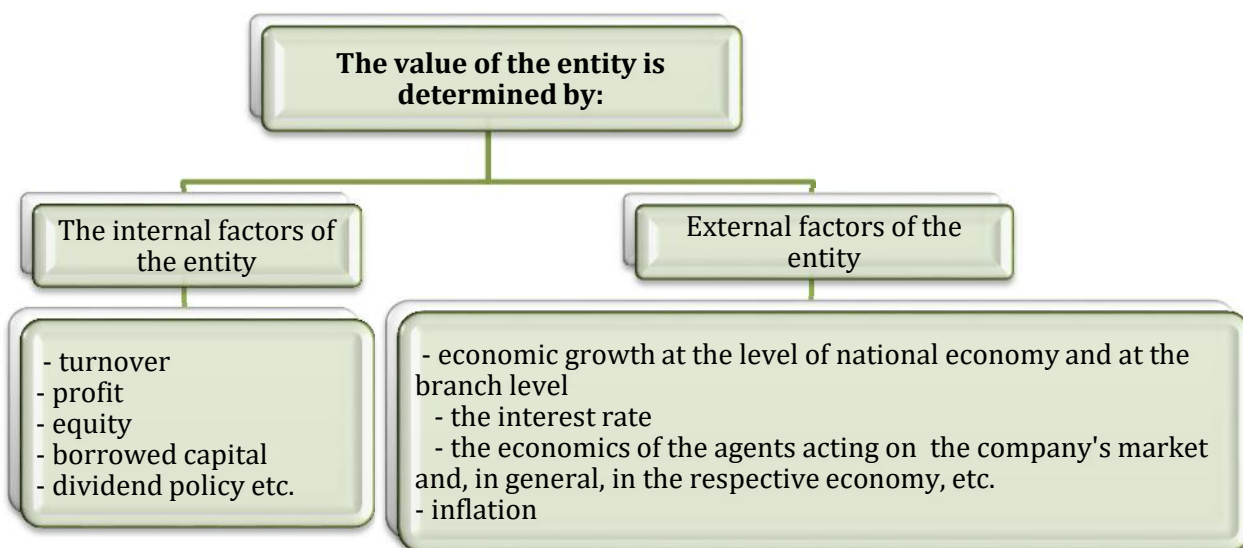 The value of the entity is
determined by:
The internal factors of
the entity
External factors of the
entity
- turnover
- profit
- equity
- borrowed capital
- dividend policy etc.
- economic growth at the level of national economy and at the
branch level
- the interest rate
- the economics of the agents acting on the company's market
and, in general, in the respective economy, etc.
- inflation